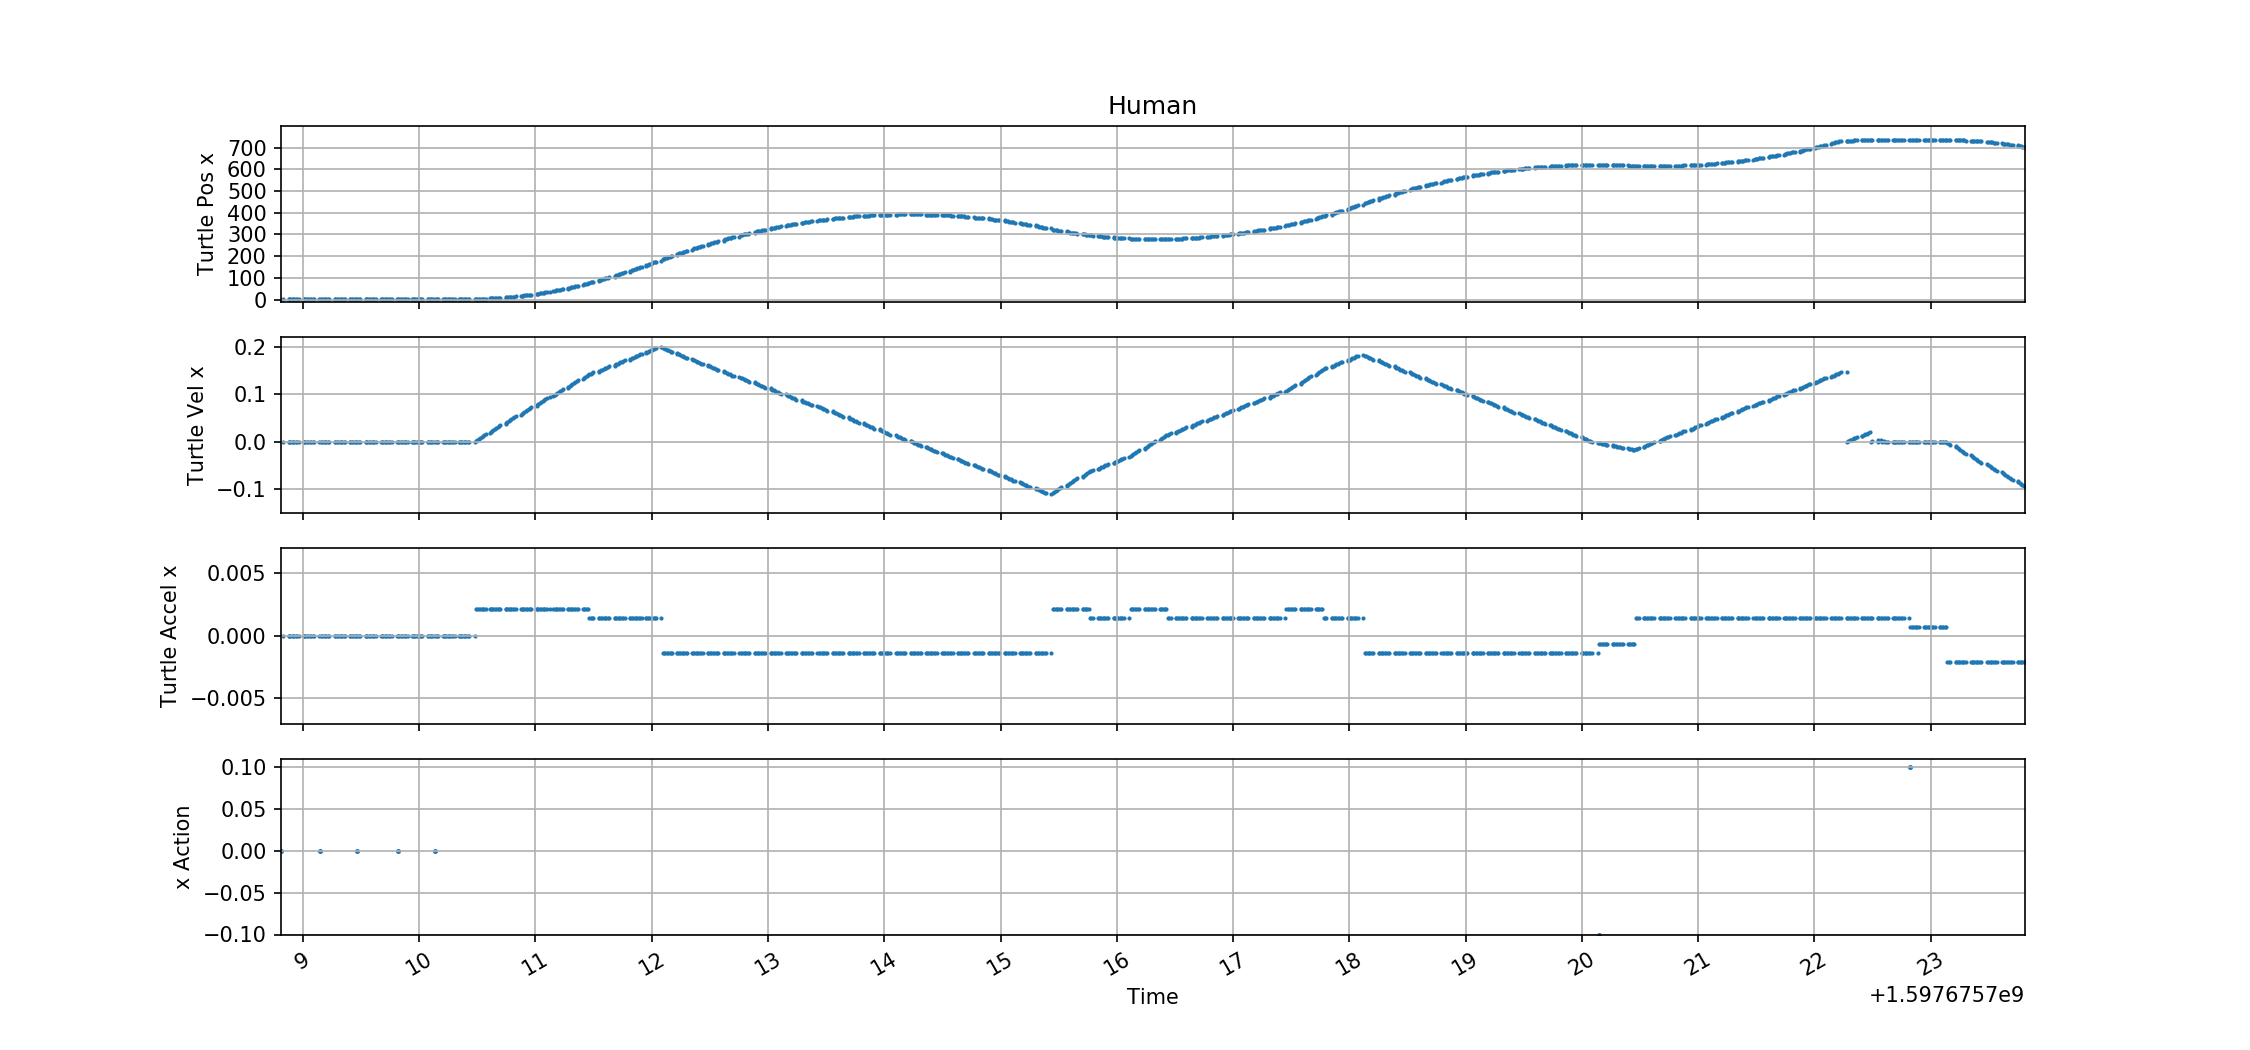 Human
Turtle Pos x
700
600
500
400
300
200
100
0
Turtle Vel x
0.2
0.1
0.0
−0.1
Turtle Accel x
0.005
0.000
−0.005
x Action
0.10
0.05
0.00
−0.05
−0.10
9 10 11 12 13 14 15 16 17 18 19 20 21 22 23
Time
+1.5976757e9